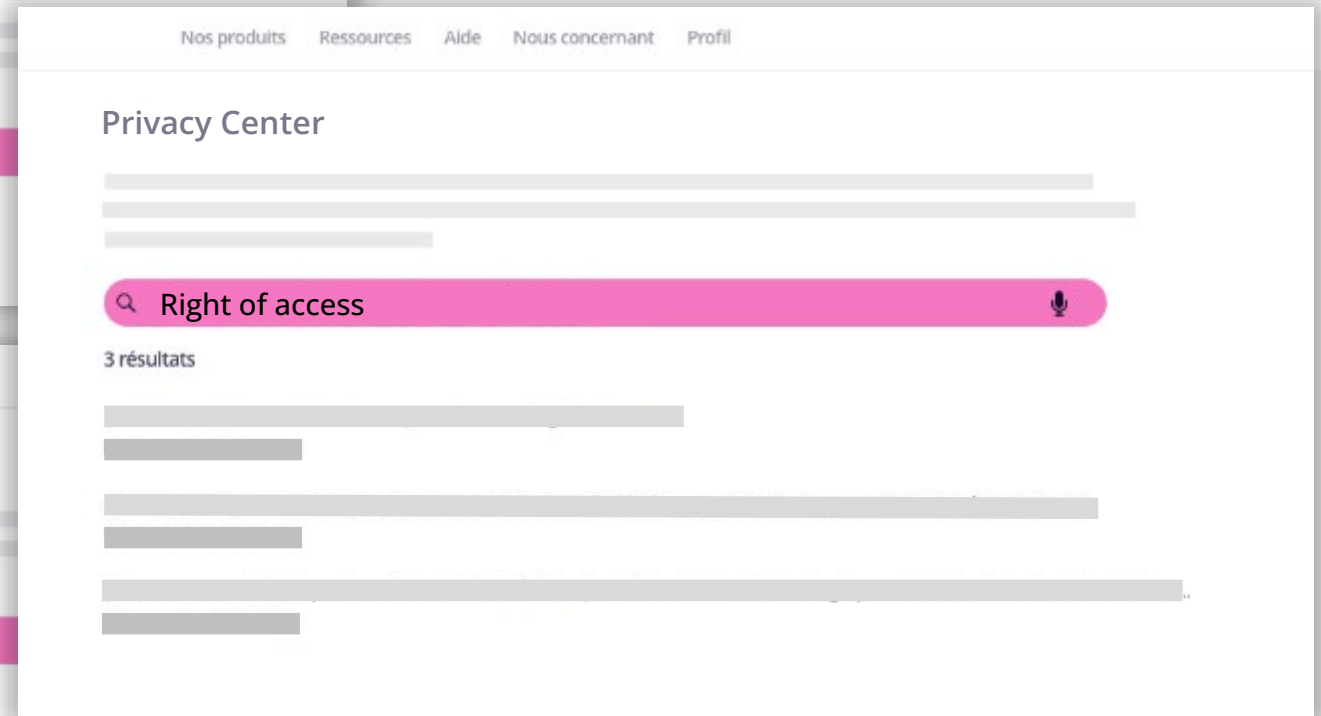 Nos produits Ressources Aide Nous concernant Profil
Privacy Center
Right of access
3 résultats